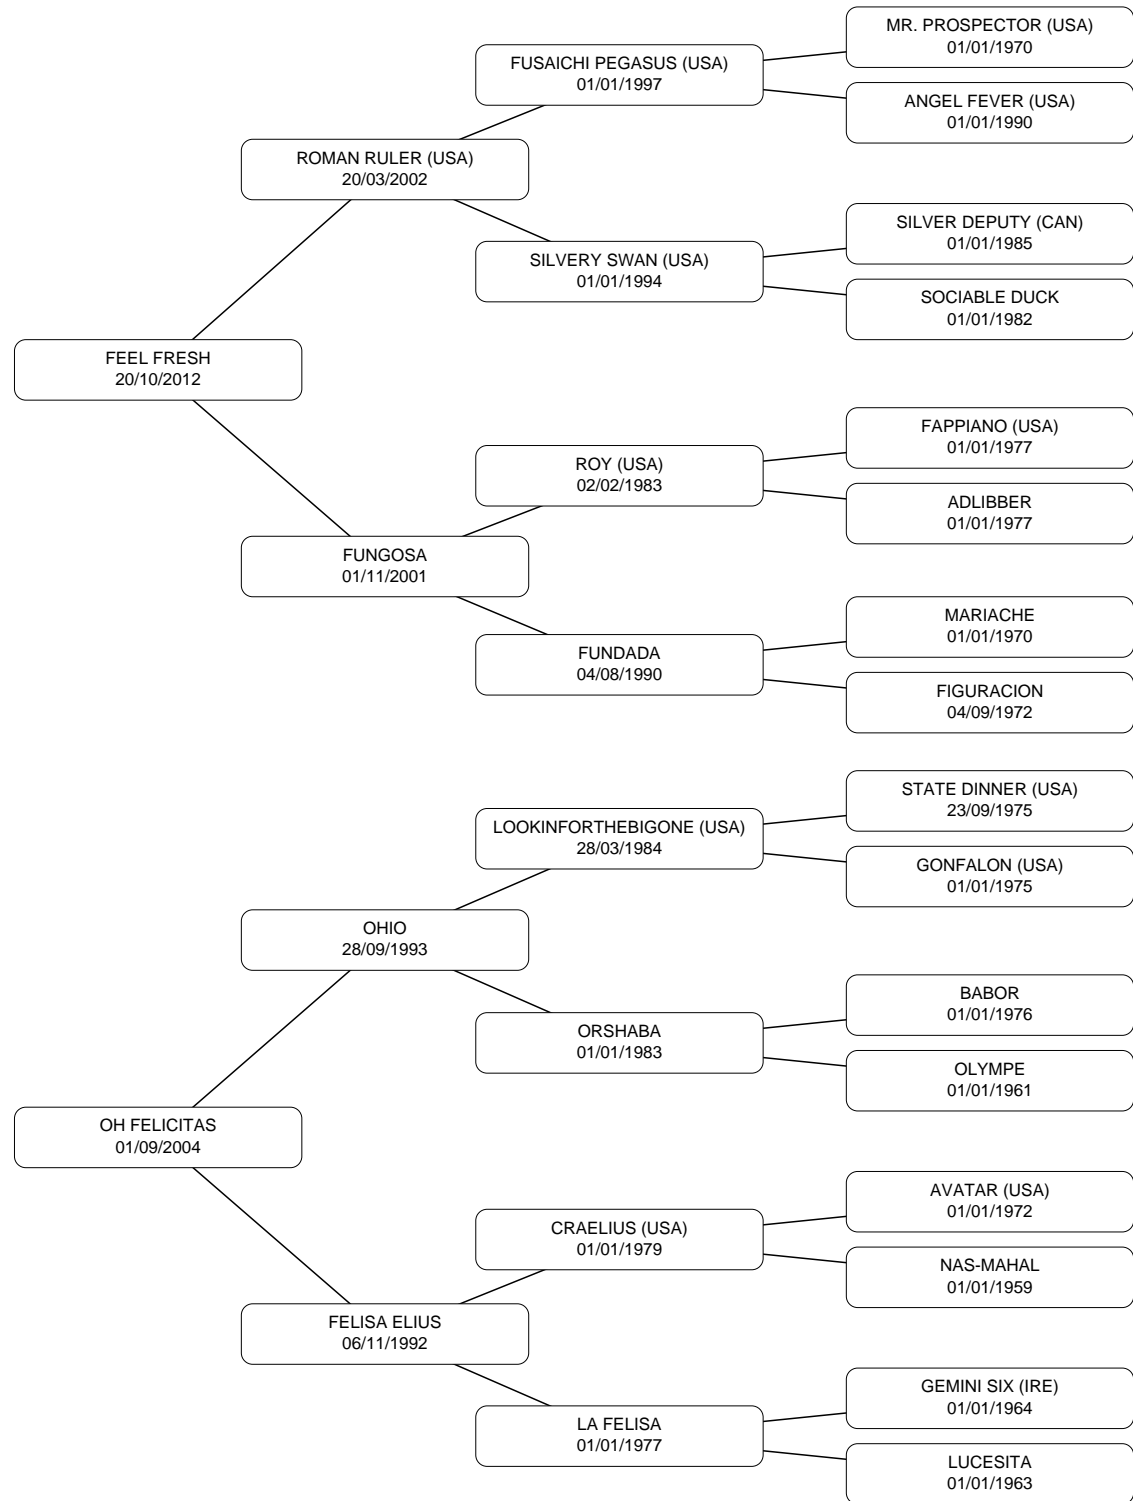 MR. PROSPECTOR (USA)
01/01/1970
FUSAICHI PEGASUS (USA)
01/01/1997
ANGEL FEVER (USA)
01/01/1990
ROMAN RULER (USA)
20/03/2002
SILVER DEPUTY (CAN)
01/01/1985
SILVERY SWAN (USA)
01/01/1994
SOCIABLE DUCK
01/01/1982
FEEL FRESH
20/10/2012
FAPPIANO (USA)
01/01/1977
ROY (USA)
02/02/1983
ADLIBBER
01/01/1977
FUNGOSA
01/11/2001
MARIACHE
01/01/1970
FUNDADA
04/08/1990
FIGURACION
04/09/1972
STATE DINNER (USA)
23/09/1975
LOOKINFORTHEBIGONE (USA)
28/03/1984
GONFALON (USA)
01/01/1975
OHIO
28/09/1993
BABOR
01/01/1976
ORSHABA
01/01/1983
OLYMPE
01/01/1961
OH FELICITAS
01/09/2004
AVATAR (USA)
01/01/1972
CRAELIUS (USA)
01/01/1979
NAS-MAHAL
01/01/1959
FELISA ELIUS
06/11/1992
GEMINI SIX (IRE)
01/01/1964
LA FELISA
01/01/1977
LUCESITA
01/01/1963